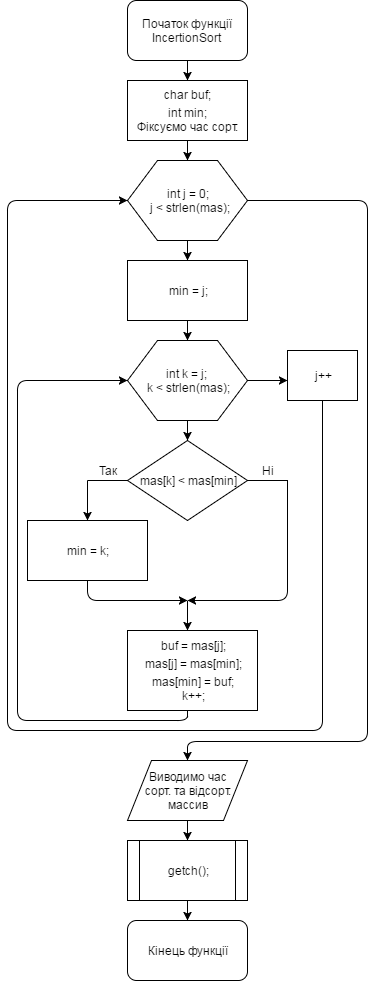 Початок функції
IncertionSort
char buf;
int min;
Фіксуємо час сорт.
int j = 0;
j < strlen(mas);
min = j;
int k = j;
k < strlen(mas);
j++
mas[k] < mas[min]
Так
Ні
min = k;
buf = mas[j];
mas[j] = mas[min];
mas[min] = buf;
k++;
Виводимо час
сорт. та відсорт.
массив
getch();
Кінець функції